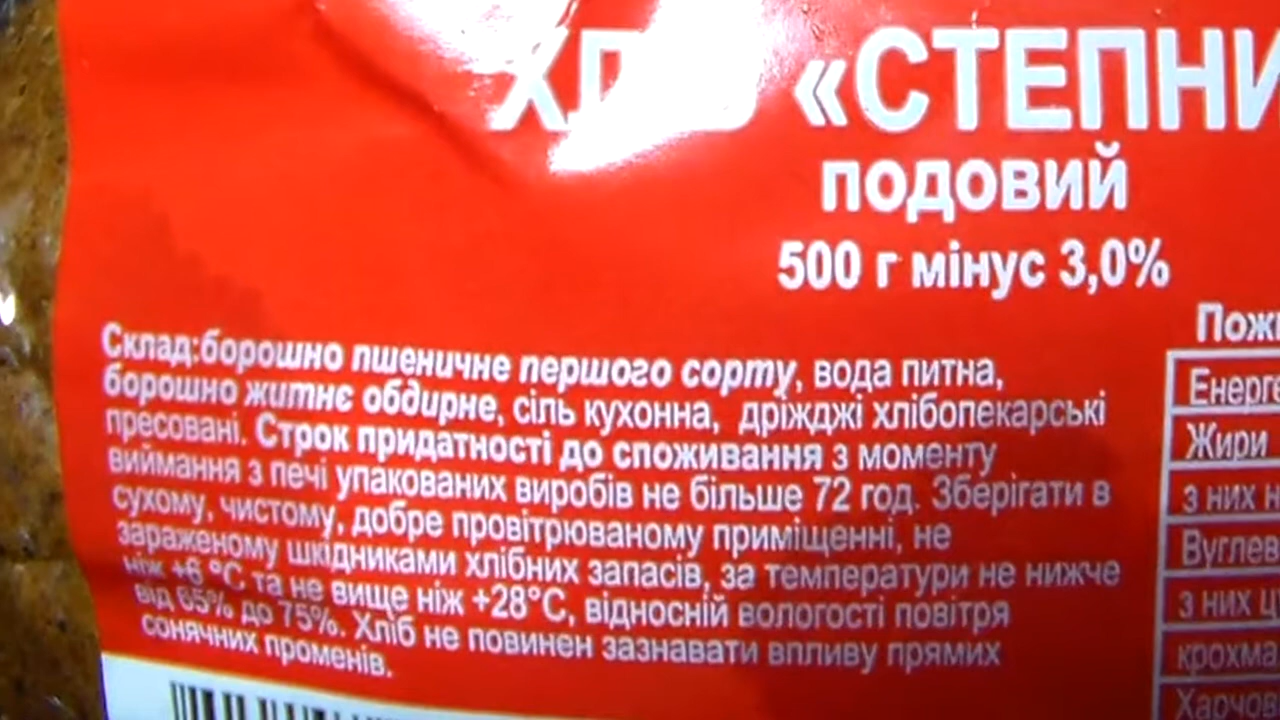 «СТЕПНИ
подовий
500 г мінус 3,0%
Склад:борошно пшеничне першого сорту, вода питна,
борошно житнє обдирне, сіль кухонна, дріжджі хлібопекарські
пресовані. Строк придатності до споживання з моменту
виймання з печі упакованих виробів не більше 72 год. Зберігати в
сухому, чистому, добре провітрюваному приміщенні, не
зараженому шкідниками хлібних запасів, за температури не нижче
ніж +6 °С та не вище ніж +28°С, відносній вологості повітря
від 65% до 75%. Хліб не повинен зазнавати впливу прямих
сонячних променів.
Пожи
Енерге
Жири
з них н
Вуглев
з них ц
крохма
Харчов